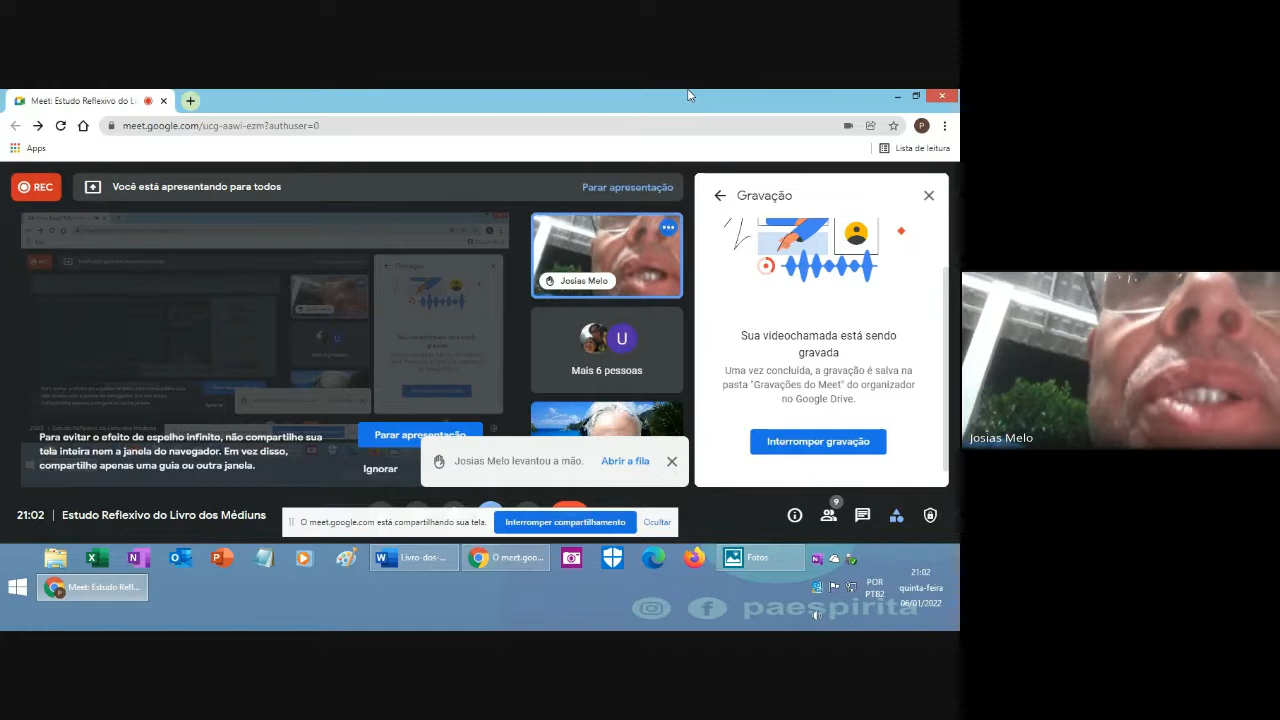 Meet: Estudo Reflexivo do Li
meet.google.com/ucg-aawi-ezm?authuser=0
P
Apps
Lista de leitura
REC
Você está apresentando para todos
Parar apresentação
Gravação
Josias Melo
U
Mais 6 pessoas
Sua videochamada está sendo
gravada
Uma vez concluída, a gravação é salva na
pasta "Gravações do Meet" do organizador
no Google Drive.
Interromper gravação
Para evitar o efeito de espelho infinito, não compartilhe sua
tela inteira nem a janela do navegador. Em vez disso,
compartilhe apenas uma guia ou outra janela.
Parar apresentação
Ignorar
Josias Melo levantou a mão.
Abrir a fila
Josias Melo
21:02
Estudo Reflexivo do Livro dos Médiuns
O meet.google.com está compartilhando sua tela.
Interromper compartilhamento
Ocultar
9
Livro-dos-...
O meet.goo...
Fotos
Meet: Estudo Refl...
POR
PTB2
21:02
quinta-feira
06/01/2022
paespirita